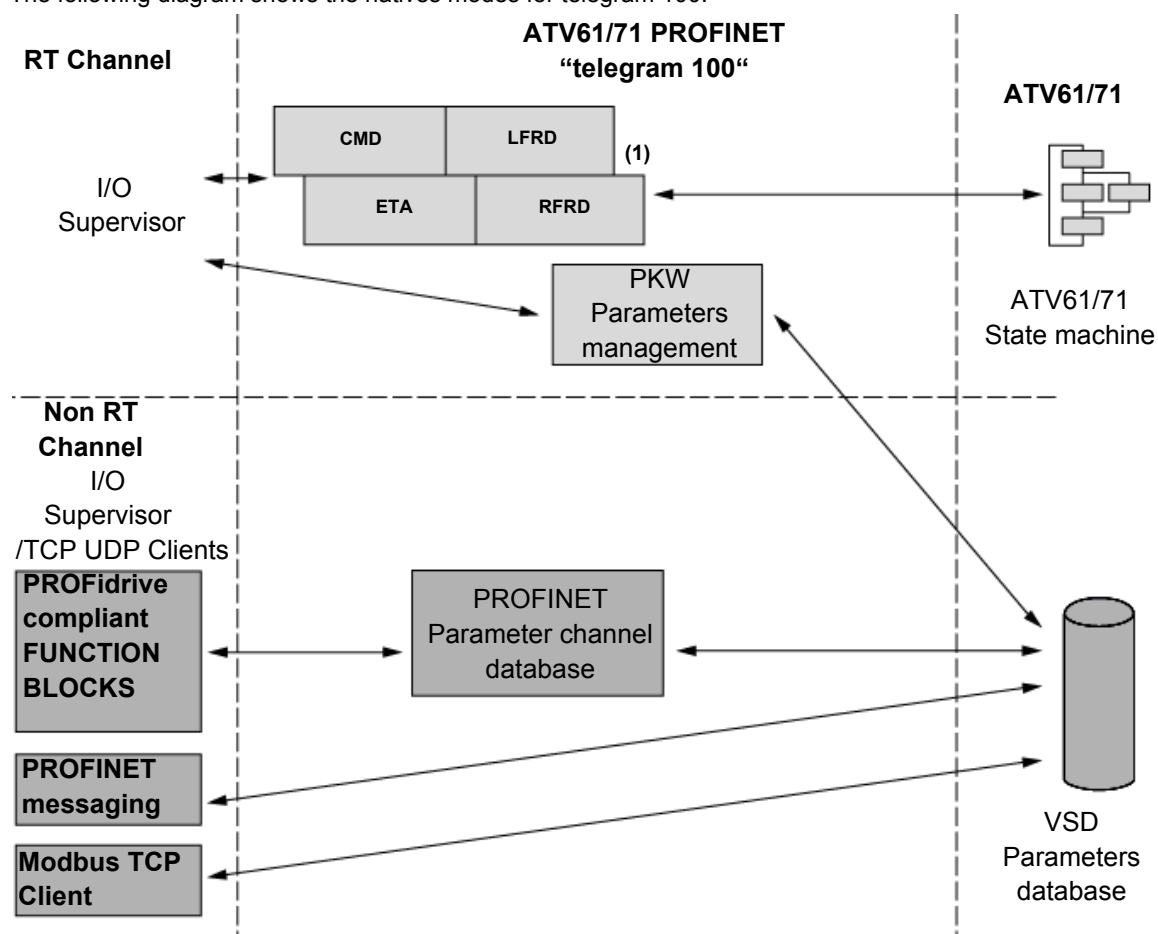 The following diagram shows the natives modes for telegram 100.
RT Channel
ATV61/71 PROFINET
“telegram 100“
ATV61/71
CMD
LFRD
(1)
ETA
RFRD
I/O
Supervisor
PKW
Parameters
management
ATV61/71
State machine
Non RT
Channel
I/O
Supervisor
/TCP UDP Clients
PROFidrive
compliant
FUNCTION
BLOCKS
PROFINET
Parameter channel
database
PROFINET
messaging
Modbus TCP
Client
VSD
Parameters
database